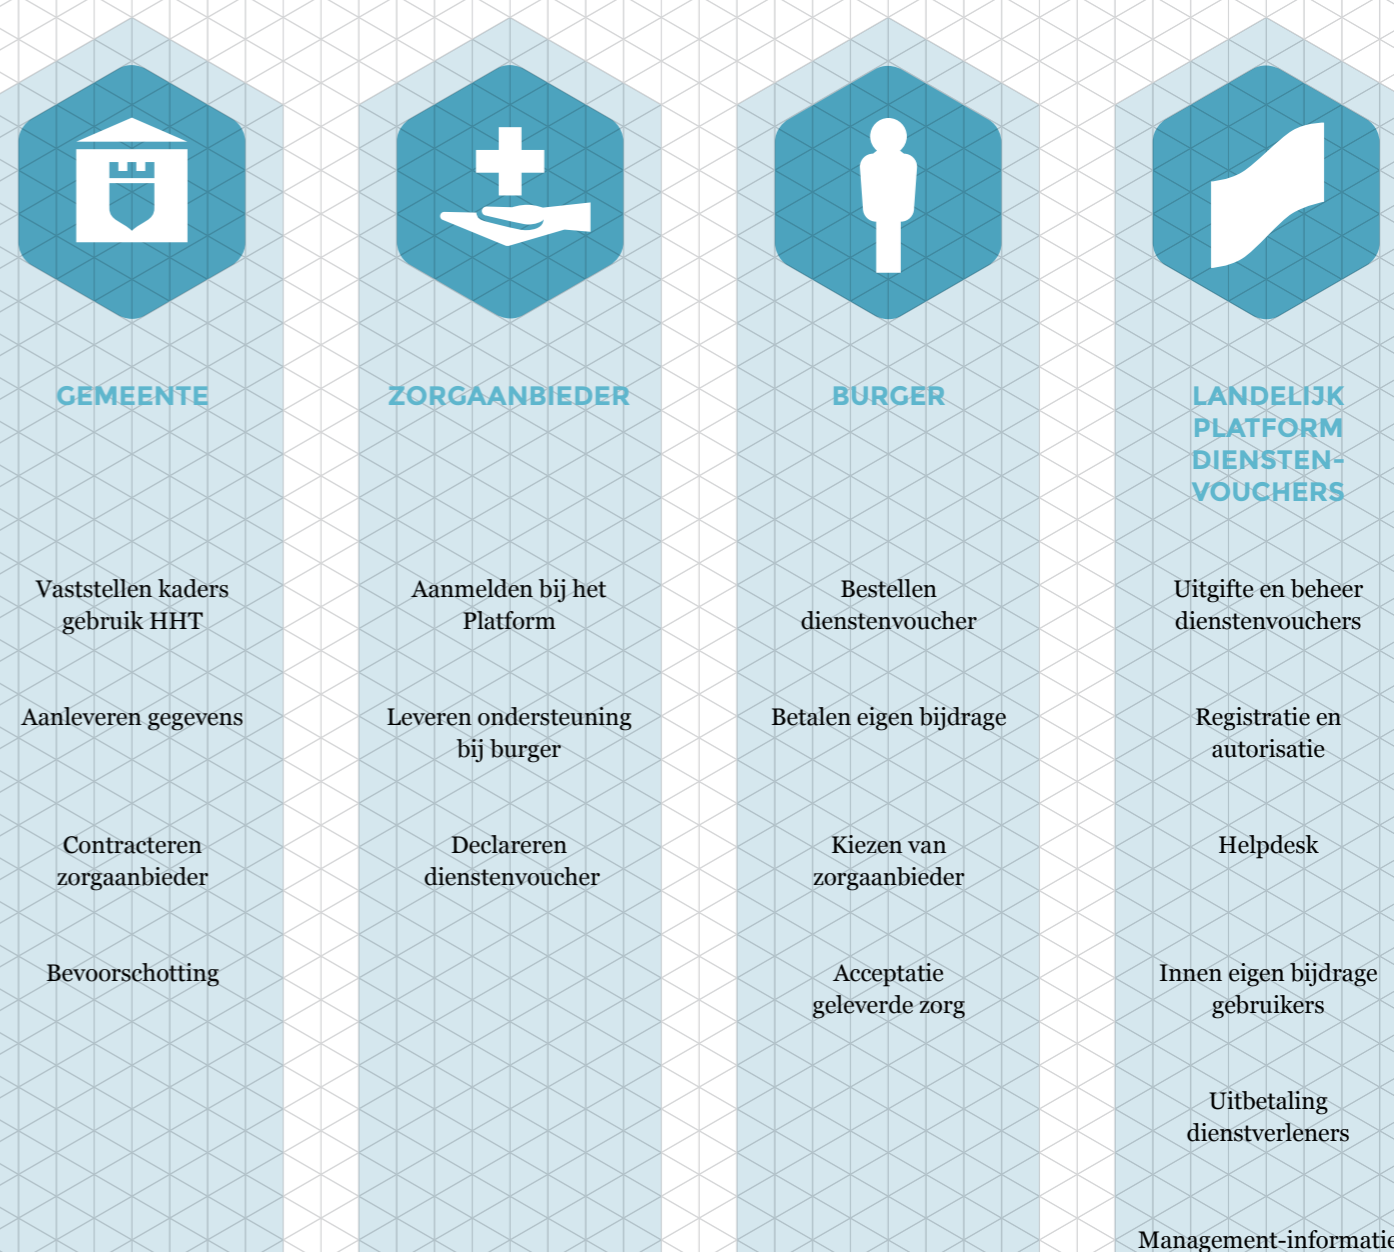 GEMEENTE
Vaststellen kaders
gebruik HHT
Aanleveren gegevens
Contracteren
zorgaanbieder
Bevoorschotting
ZORGAANBIEDER
Aanmelden bij het
Platform
Leveren ondersteuning
bij burger
Declareren
dienstenvoucher
BURGER
Bestellen
dienstenvoucher
Betalen eigen bijdrage
Kiezen van
zorgaanbieder
Acceptatie
geleverde zorg
LANDELIJK
PLATFORM
DIENSTEN-
VOUCHERS
Uitgifte en beheer
dienstenvouchers
Registratie en
autorisatie
Helpdesk
Innen eigen bijdrage
gebruikers
Uitbetaling
dienstverleners
Management-informatie